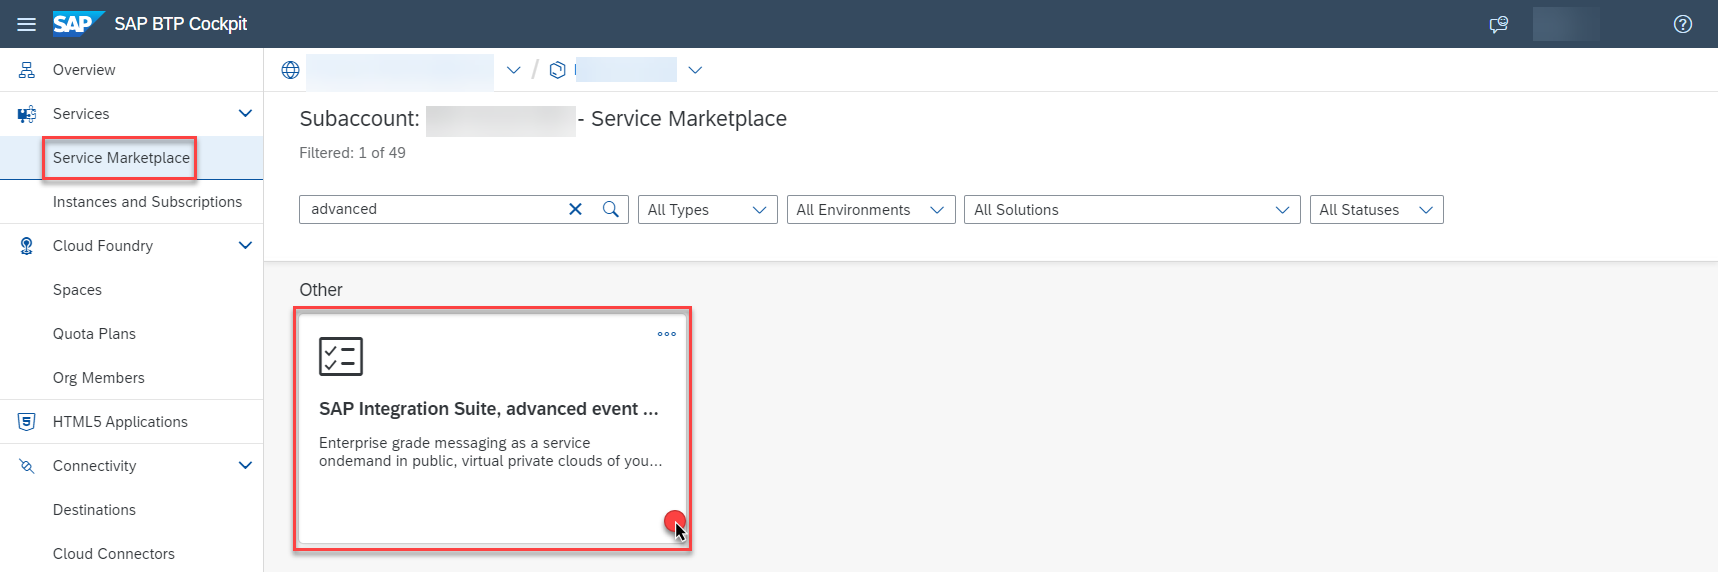 SAP SAP BTP Cockpit
Overview
Services
Service Marketplace
Instances and Subscriptions
Cloud Foundry
Spaces
Quota Plans
Org Members
HTML5 Applications
Connectivity
Destinations
Cloud Connectors
Subaccount: - Service Marketplace
Filtered: 1 of 49
advanced All Types All Environments All Solutions All Statuses
Other
SAP Integration Suite, advanced event ...
Enterprise grade messaging as a service
ondemand in public, virtual private clouds of you...